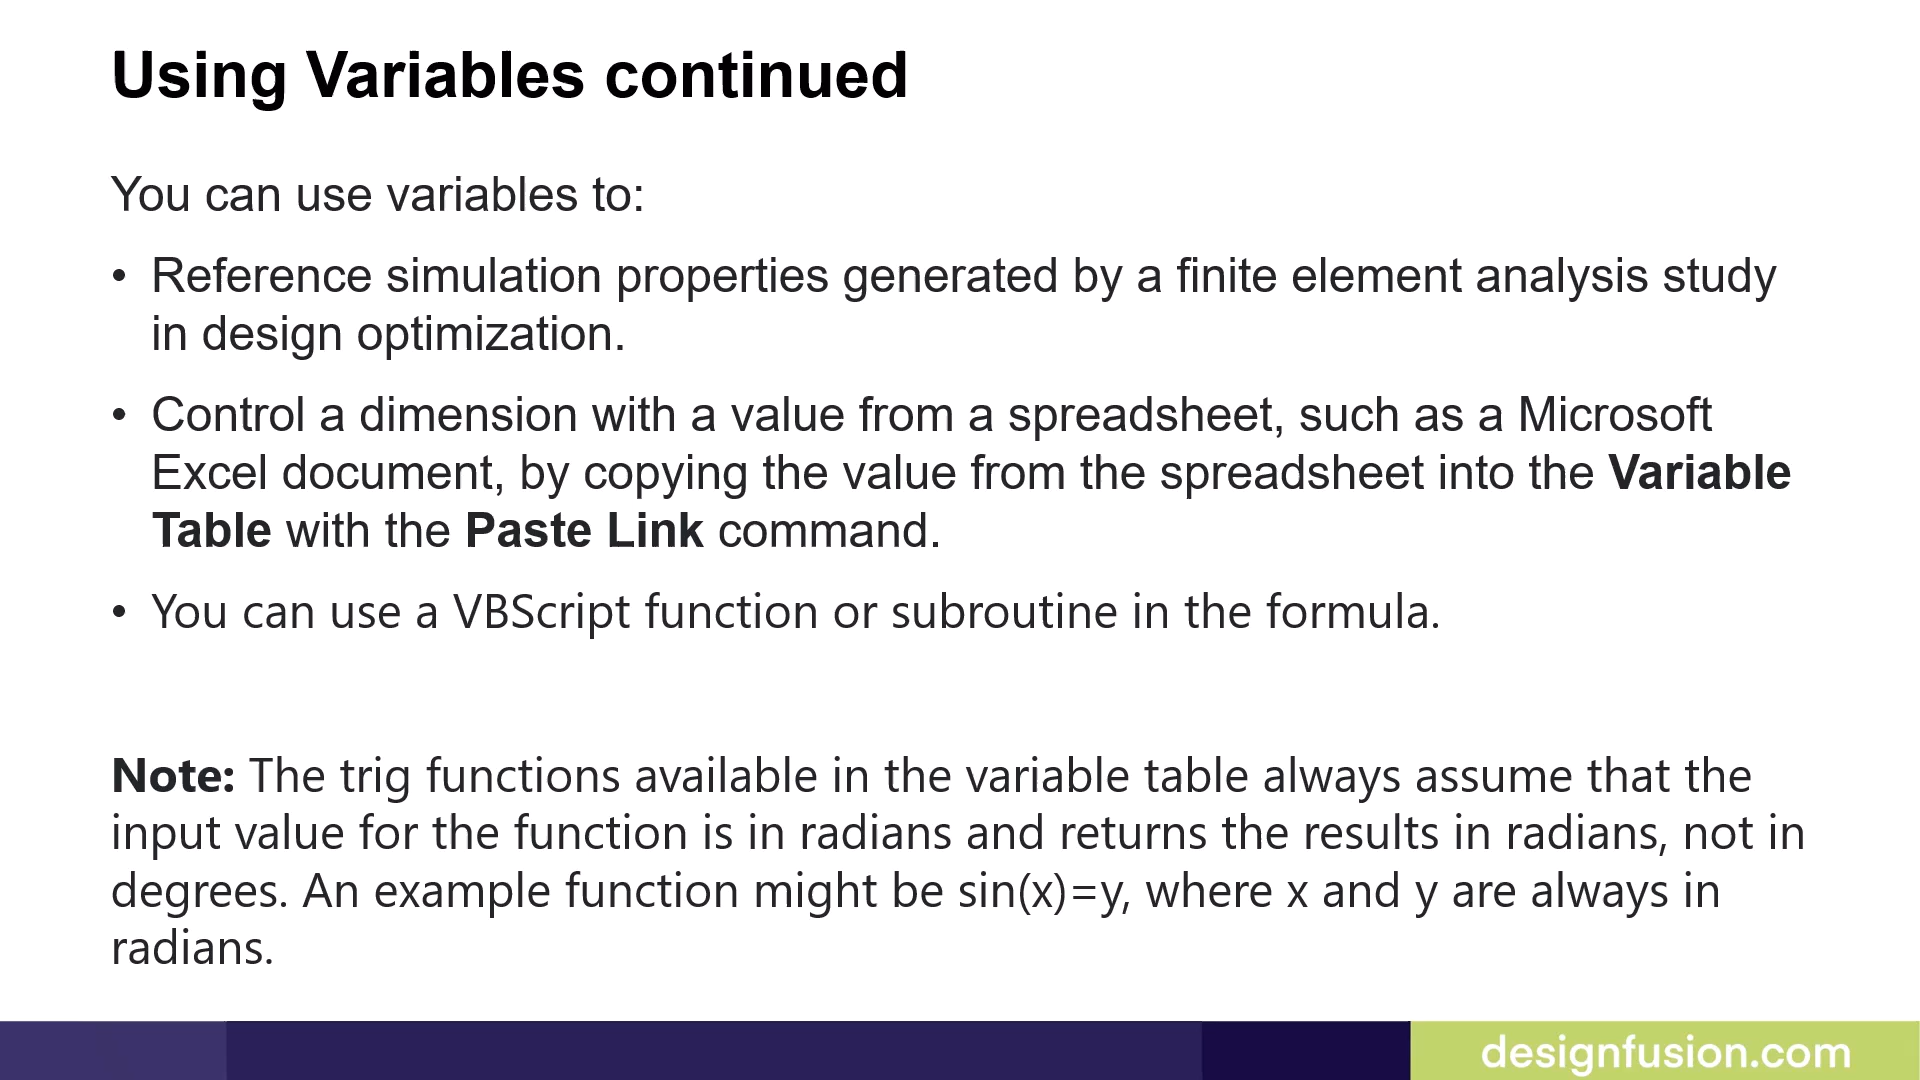 Using Variables continued
You can use variables to:
• Reference simulation properties generated by a finite element analysis study
in design optimization.
• Control a dimension with a value from a spreadsheet, such as a Microsoft
Excel document, by copying the value from the spreadsheet into the Variable
Table with the Paste Link command.
• You can use a VBScript function or subroutine in the formula.
Note: The trig functions available in the variable table always assume that the
input value for the function is in radians and returns the results in radians, not in
degrees. An example function might be sin(x)=y, where x and y are always in
radians.
designfusion.com